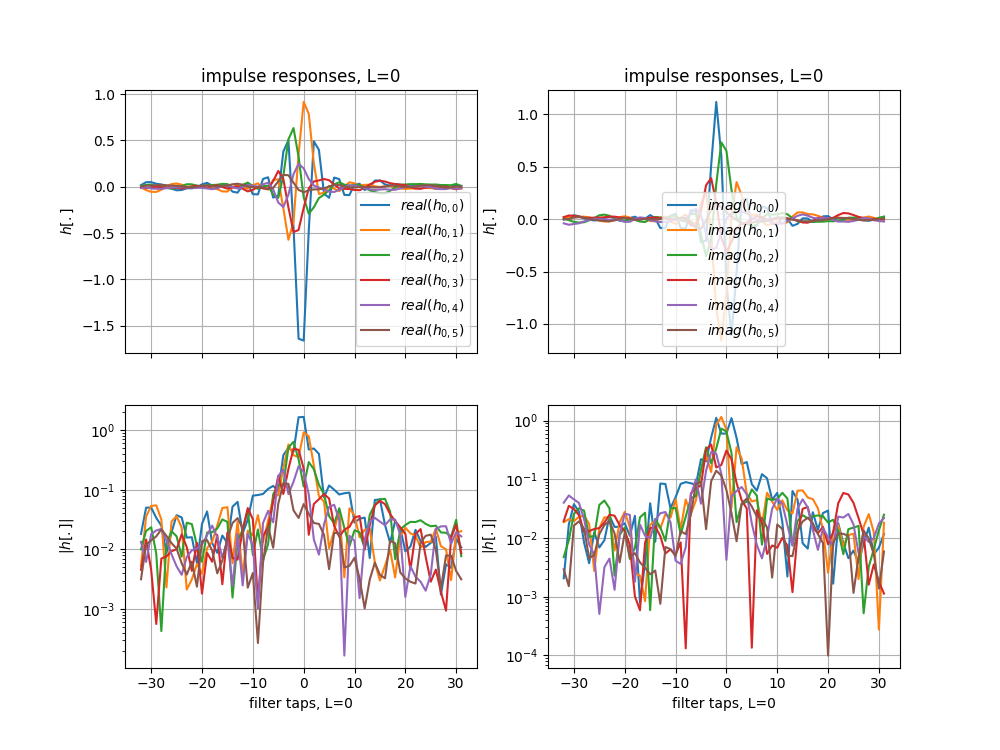 impulse responses, L=0
1.0
0.5
0.0
−0.5
−1.0
−1.5
h[.]
real(h0,0)
real(h0,1)
real(h0,2)
real(h0,3)
real(h0,4)
real(h0,5)
impulse responses, L=0
1.0
0.5
0.0
−0.5
−1.0
h[.]
imag(h0,0)
imag(h0,1)
imag(h0,2)
imag(h0,3)
imag(h0,4)
imag(h0,5)
10⁰
10⁻¹
10⁻²
10⁻³
|h[.]|
−30 −20 −10 0 10 20 30
filter taps, L=0
10⁰
10⁻¹
10⁻²
10⁻³
10⁻⁴
|h[.]|
−30 −20 −10 0 10 20 30
filter taps, L=0